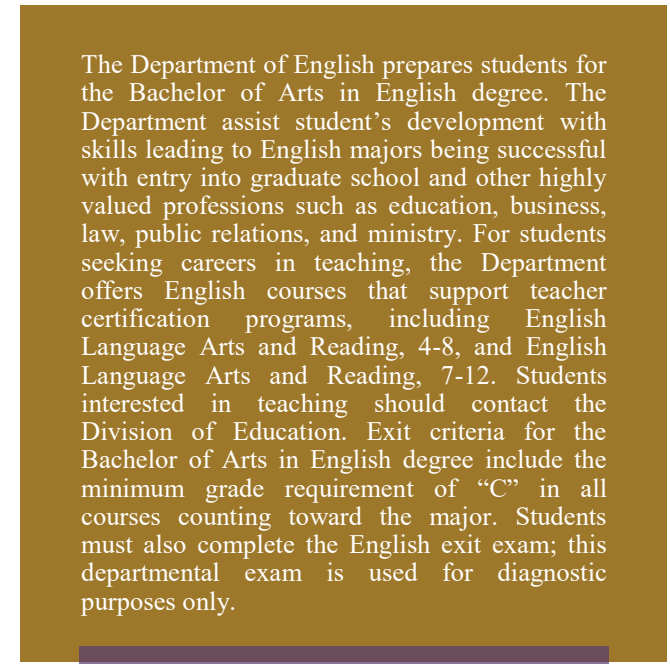 The Department of English prepares students for
the Bachelor of Arts in English degree. The
Department assist student’s development with
skills leading to English majors being successful
with entry into graduate school and other highly
valued professions such as education, business,
law, public relations, and ministry. For students
seeking careers in teaching, the Department
offers English courses that support teacher
certification programs, including English
Language Arts and Reading, 4-8, and English
Language Arts and Reading, 7-12. Students
interested in teaching should contact the
Division of Education. Exit criteria for the
Bachelor of Arts in English degree include the
minimum grade requirement of “C” in all
courses counting toward the major. Students
must also complete the English exit exam; this
departmental exam is used for diagnostic
purposes only.